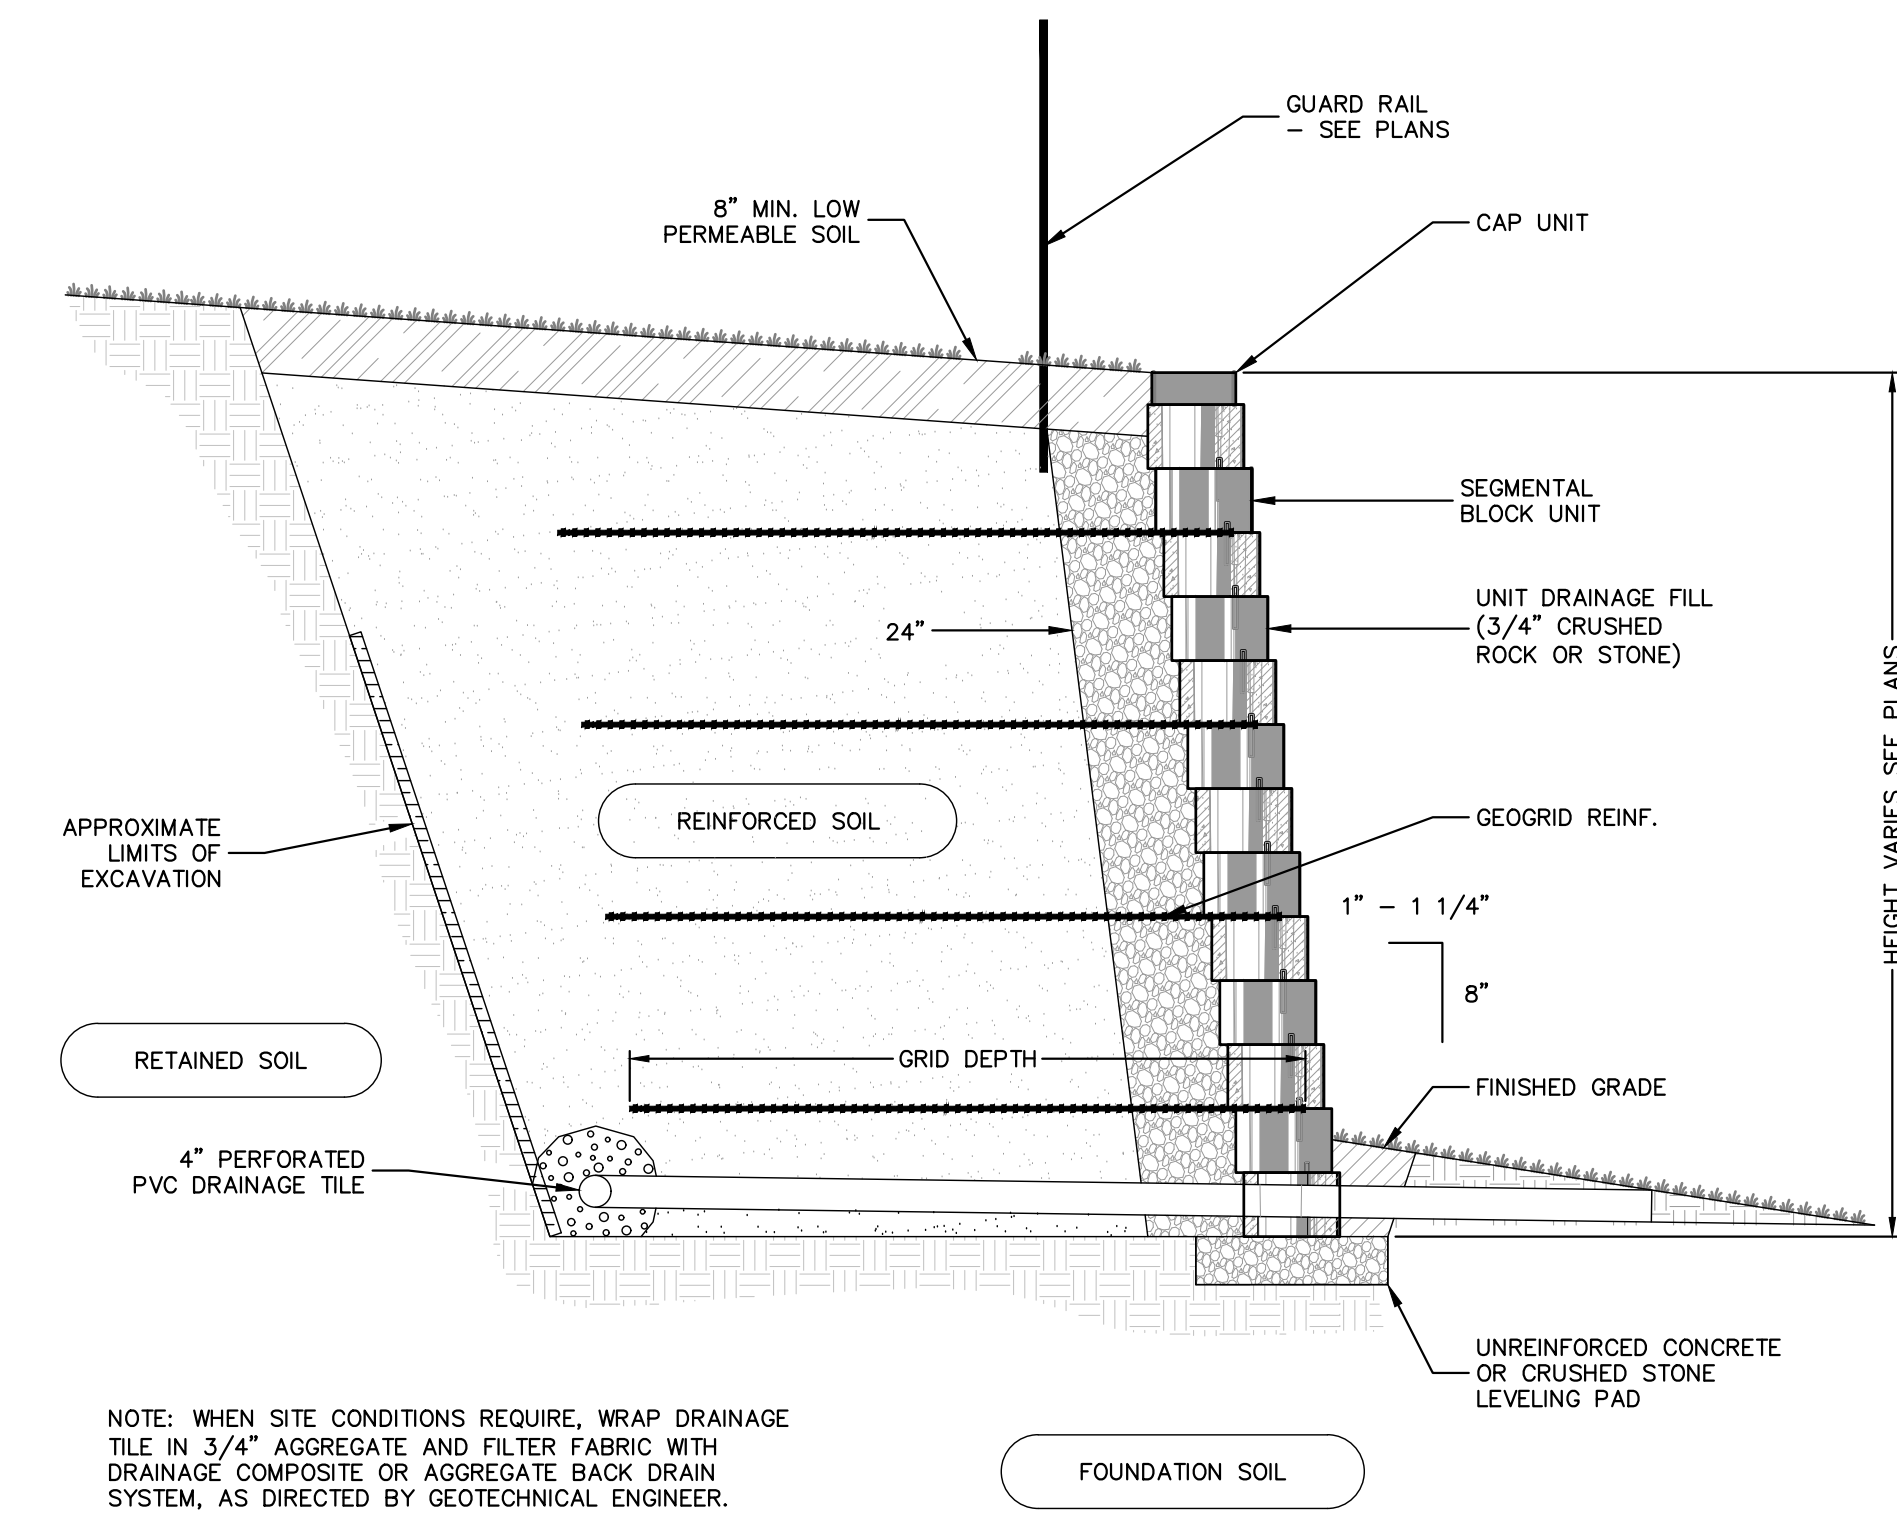 GUARD RAIL
– SEE PLANS
8” MIN. LOW
PERMEABLE SOIL
CAP UNIT
SEGMENTAL
BLOCK UNIT
24”
UNIT DRAINAGE FILL
(3/4” CRUSHED
ROCK OR STONE)
HEIGHT VARIES SEE PLANS
REINFORCED SOIL
GEOGRID REINF.
APPROXIMATE
LIMITS OF
EXCAVATION
1” – 1 1/4”
8”
RETAINED SOIL
GRID DEPTH
FINISHED GRADE
4” PERFORATED
PVC DRAINAGE TILE
UNREINFORCED CONCRETE
OR CRUSHED STONE
LEVELING PAD
NOTE: WHEN SITE CONDITIONS REQUIRE, WRAP DRAINAGE
TILE IN 3/4” AGGREGATE AND FILTER FABRIC WITH
DRAINAGE COMPOSITE OR AGGREGATE BACK DRAIN
SYSTEM, AS DIRECTED BY GEOTECHNICAL ENGINEER.
FOUNDATION SOIL